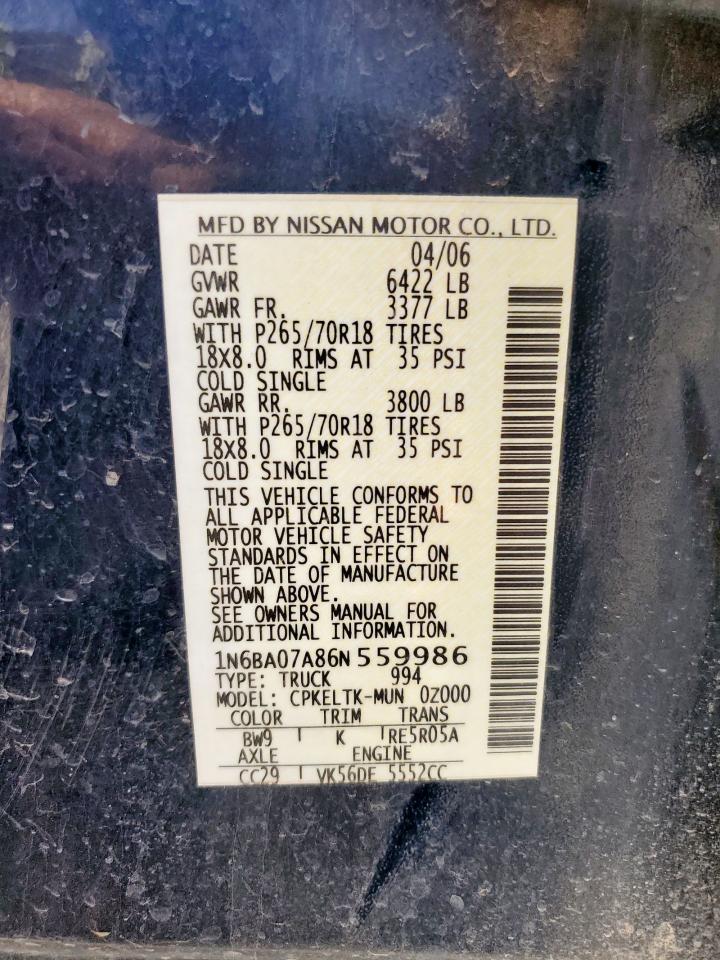 MFD BY NISSAN MOTOR CO., LTD.
DATE 04/06
GVWR 6422 LB
GAWR FR. 3377 LB
WITH P265/70R18 TIRES
18X8.0 RIMS AT 35 PSI
COLD SINGLE
GAWR RR. 3800 LB
WITH P265/70R18 TIRES
18X8.0 RIMS AT 35 PSI
COLD SINGLE
THIS VEHICLE CONFORMS TO
ALL APPLICABLE FEDERAL
MOTOR VEHICLE SAFETY
STANDARDS IN EFFECT ON
THE DATE OF MANUFACTURE
SHOWN ABOVE.
SEE OWNERS MANUAL FOR
ADDITIONAL INFORMATION.
1N6BA07A86N559986
TYPE: TRUCK 994
MODEL: CPKELTK-MUN 0Z000
COLOR TRIM TRANS
BW9 K RE5R05A
AXLE ENGINE
CC29 VK56DE 5552CC